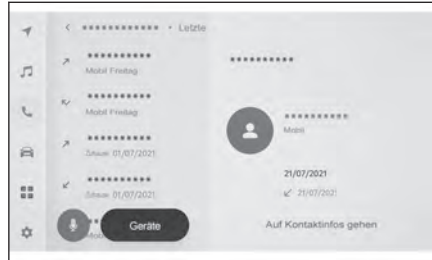 ************ • Letzte
**********
Mobil Freitag
**********
Mobil Freitag
**********
Zuhause 01/07/2021
**********
Zuhause 01/07/2021
**
Mob
Geräte
**********
**********
Mobil
21/07/2021
21/07/2021
Auf Kontaktinfos gehen